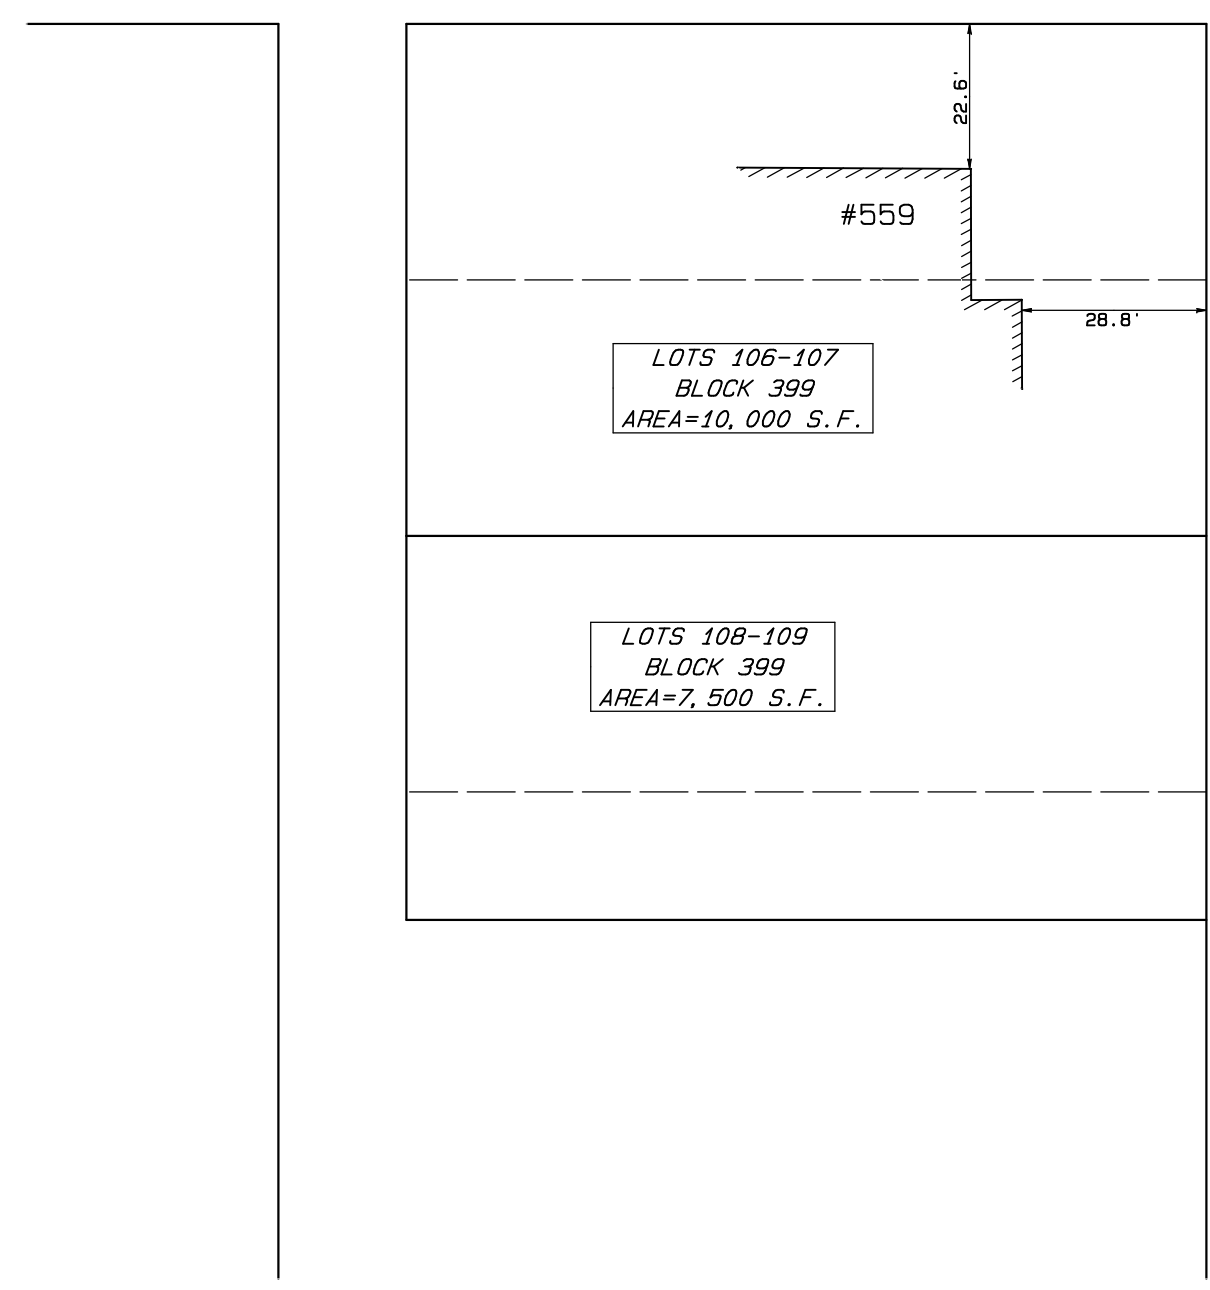 22.6'
#559
28.8'
LOTS 106-107
BLOCK 399
AREA=10,000 S.F.
LOTS 108-109
BLOCK 399
AREA=7,500 S.F.